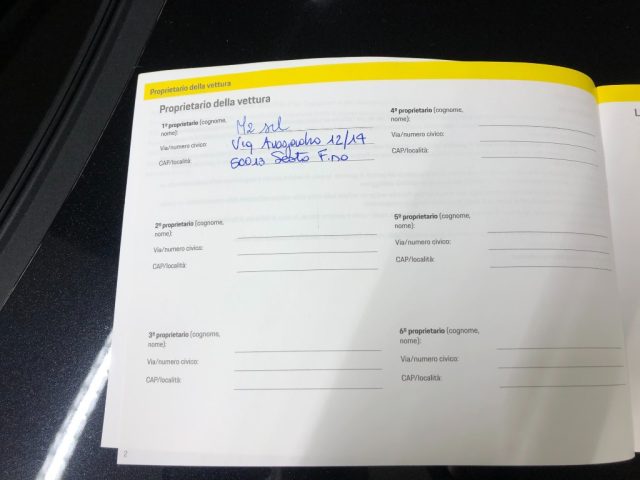 Proprietario della vettura
Proprietario della vettura
1º proprietario (cognome, nome): M2 srl
Via/numero civico: Via 12/14
CAP/località: 50013 Sesto F.no
2º proprietario (cognome, nome):
Via/numero civico:
CAP/località:
3º proprietario (cognome, nome):
Via/numero civico:
CAP/località:
4º proprietario (cognome, nome):
Via/numero civico:
CAP/località:
5º proprietario (cognome, nome):
Via/numero civico:
CAP/località:
6º proprietario (cognome, nome):
Via/numero civico:
CAP/località:
2
L